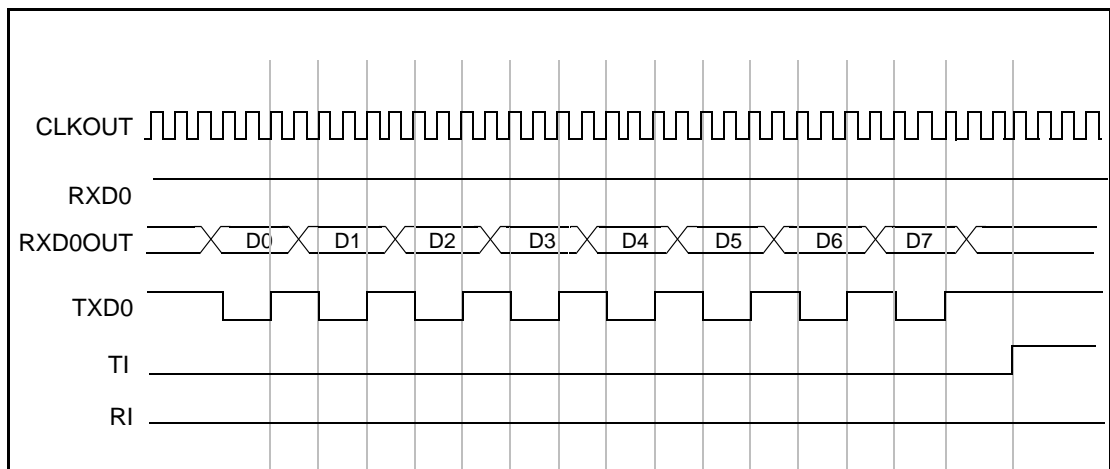 CLKOUT
RXD0
RXD0OUT D0 D1 D2 D3 D4 D5 D6 D7
TXD0
TI
RI